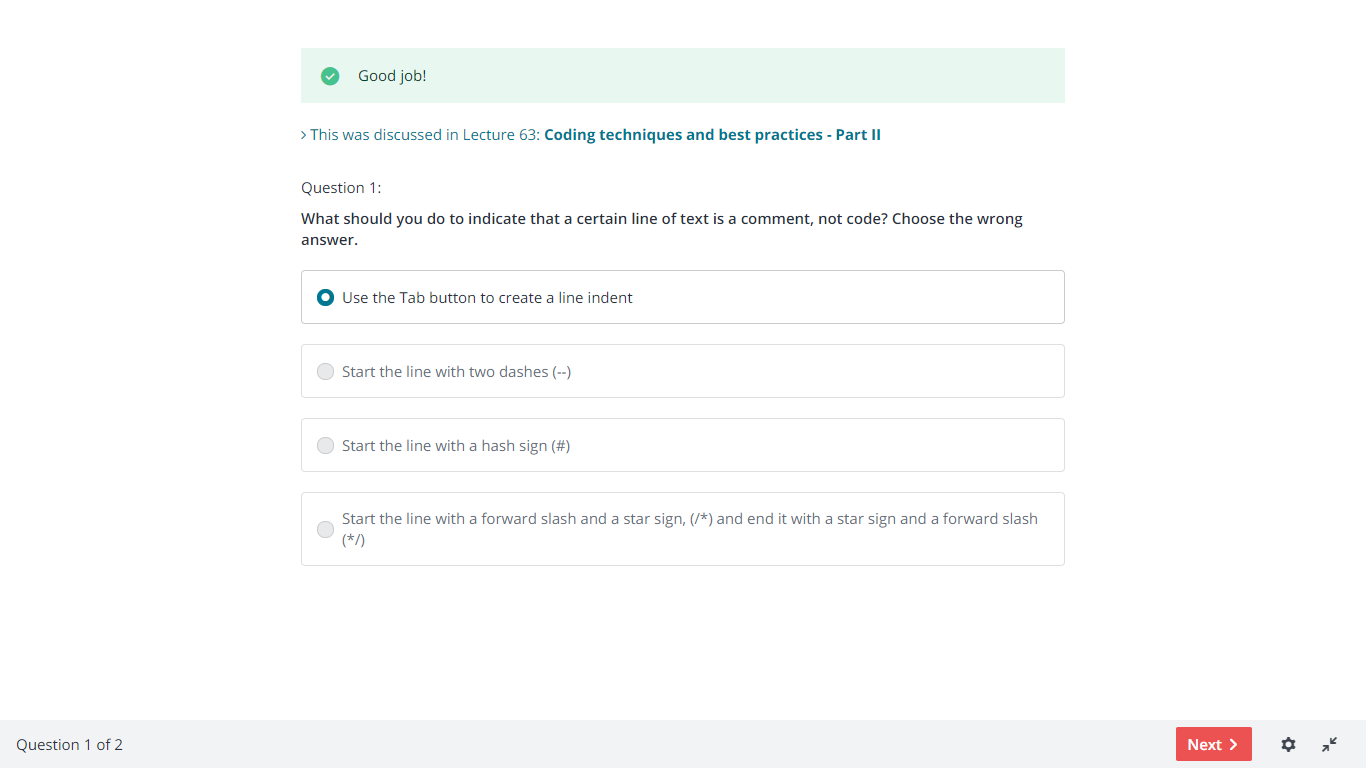 Good job!
This was discussed in Lecture 63: Coding techniques and best practices - Part II
Question 1:
What should you do to indicate that a certain line of text is a comment, not code? Choose the wrong
answer.
Use the Tab button to create a line indent
Start the line with two dashes (--)
Start the line with a hash sign (#)
Start the line with a forward slash and a star sign, (/*) and end it with a star sign and a forward slash
(*/)
Question 1 of 2
Next